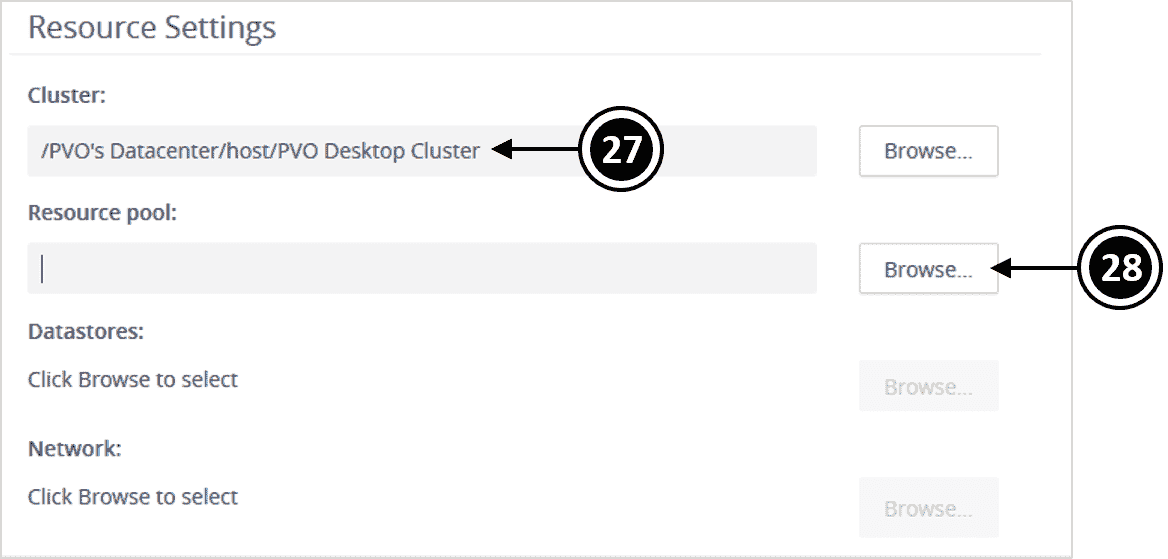 Resource Settings
Cluster:
/PVO's Datacenter/host/PVO Desktop Cluster
27
Browse...
Resource pool:
Browse...
28
Datastores:
Click Browse to select
Browse...
Network:
Click Browse to select
Browse...